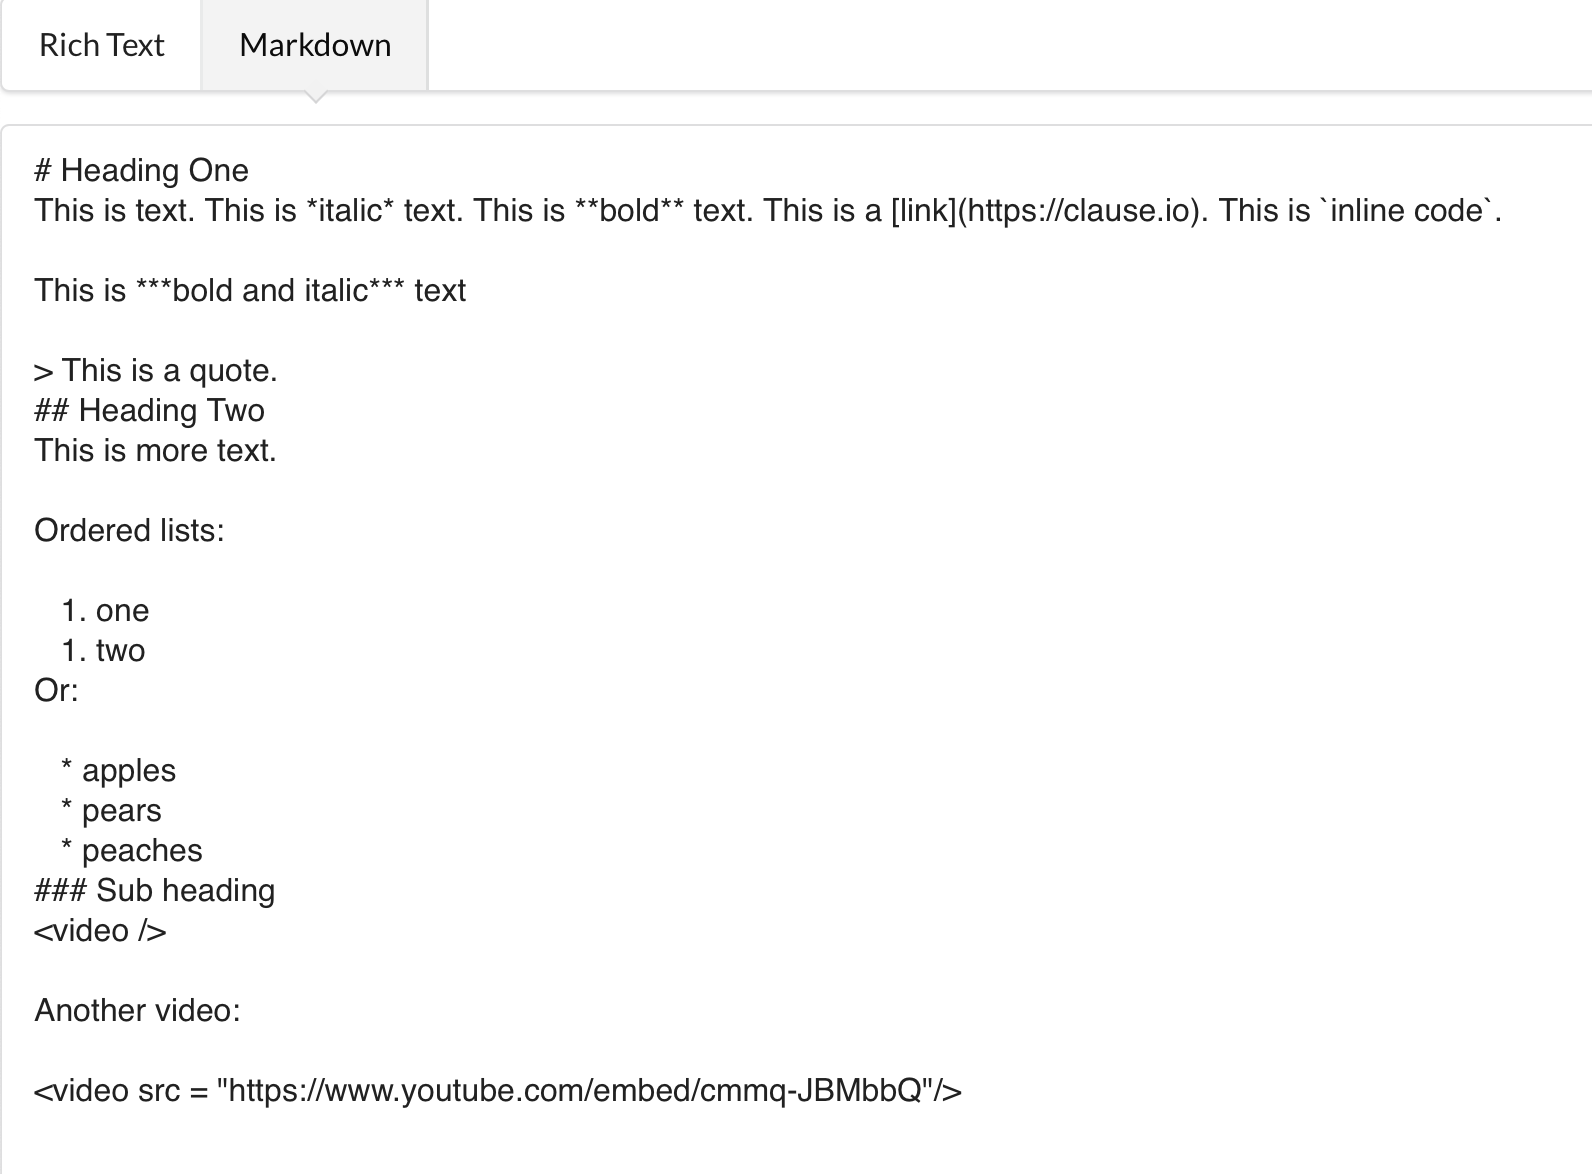 Rich Text Markdown
# Heading One
This is text. This is *italic* text. This is **bold** text. This is a [link](https://clause.io). This is `inline code`.
This is ***bold and italic*** text
> This is a quote.
## Heading Two
This is more text.
Ordered lists:
1. one
1. two
Or:
* apples
* pears
* peaches
### Sub heading
<video />
Another video:
<video src = "https://www.youtube.com/embed/cmmq-JBMbbQ"/>